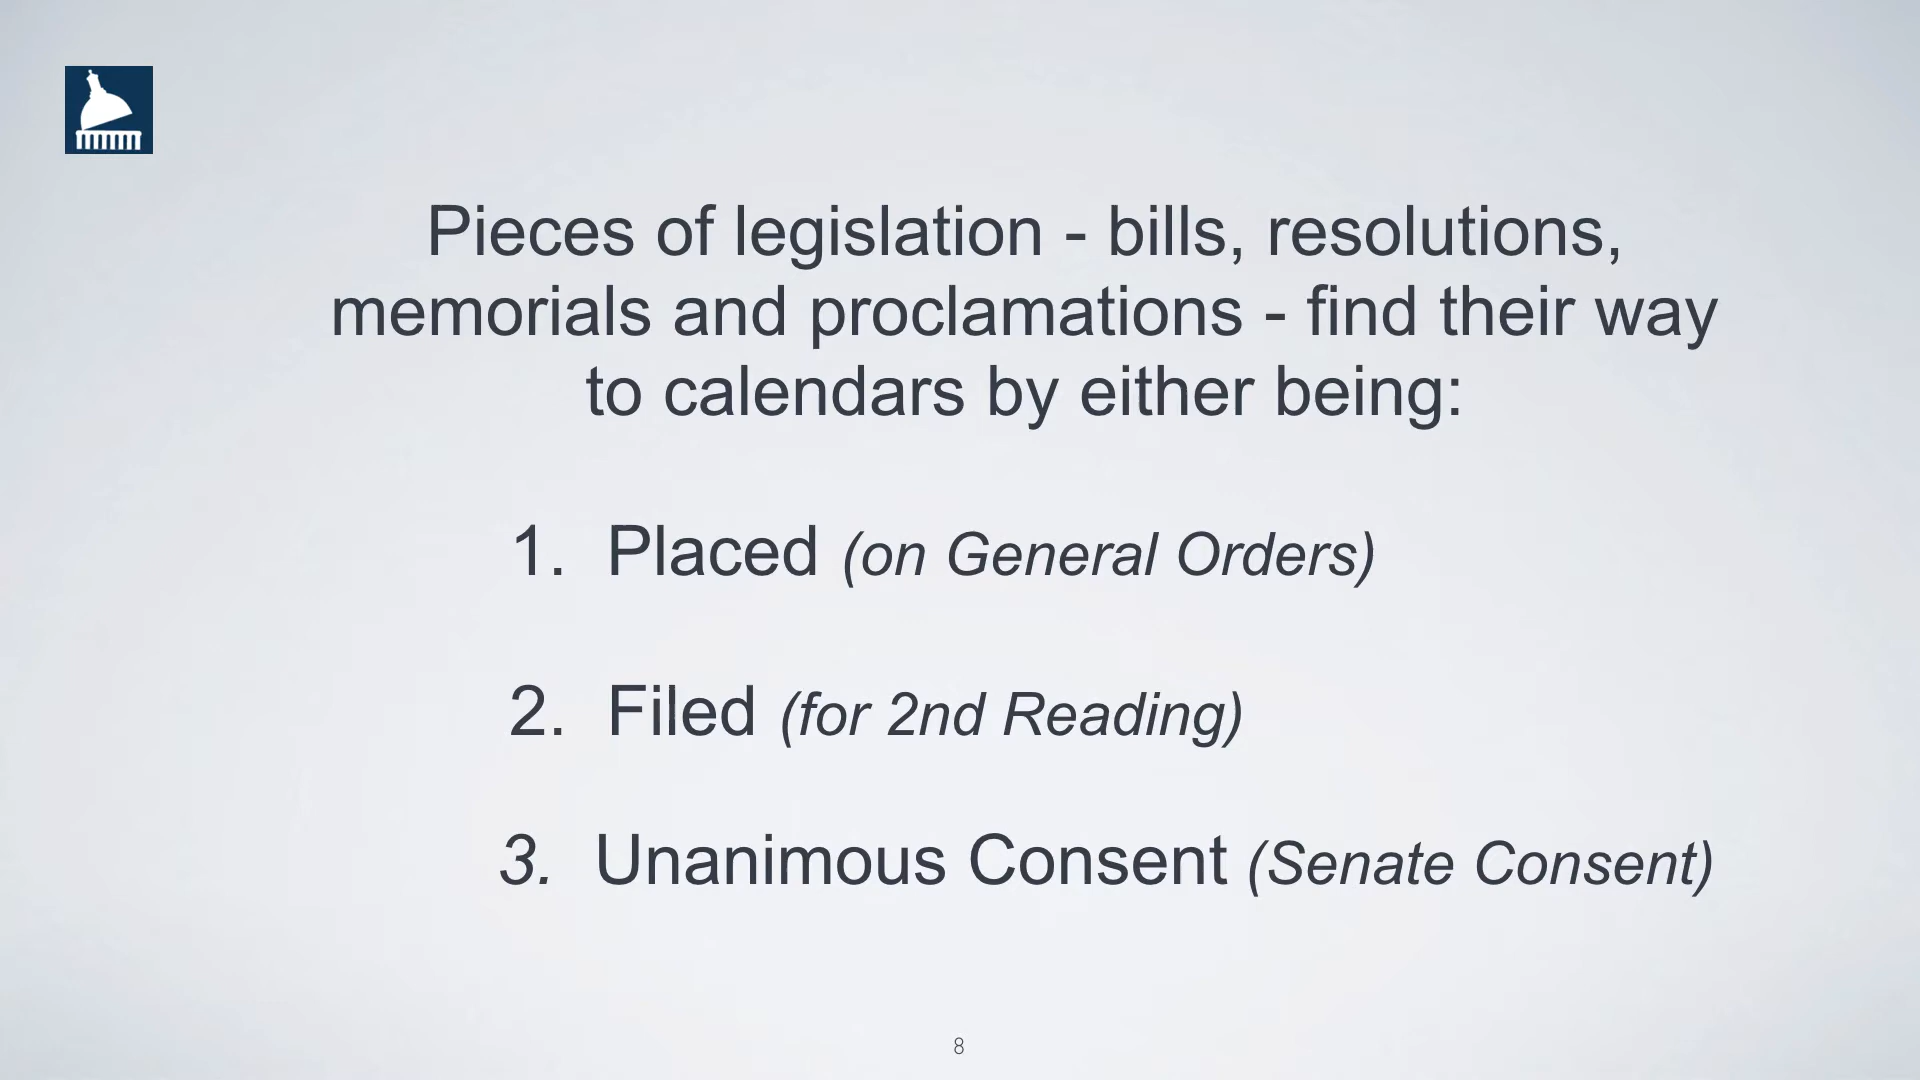 Pieces of legislation - bills, resolutions,
memorials and proclamations - find their way
to calendars by either being:
1. Placed (on General Orders)
2. Filed (for 2nd Reading)
3. Unanimous Consent (Senate Consent)
8